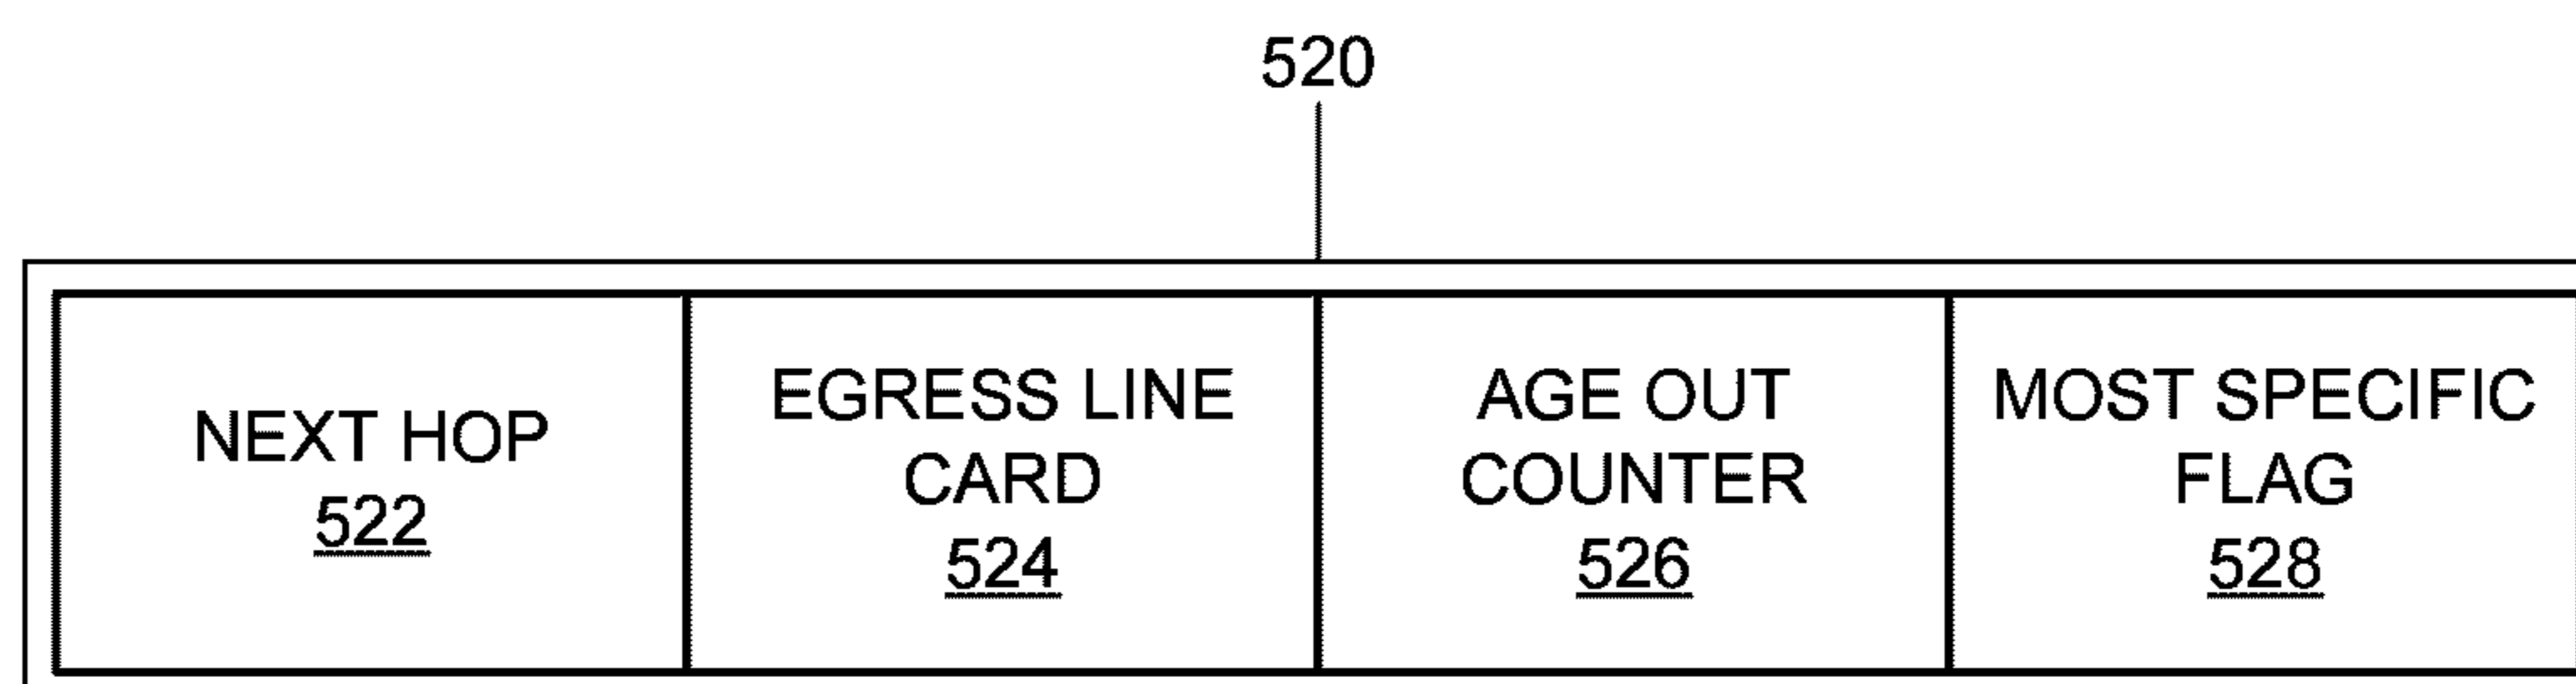 520
NEXT HOP
522
EGRESS LINE
CARD
524
AGE OUT
COUNTER
526
MOST SPECIFIC
FLAG
528